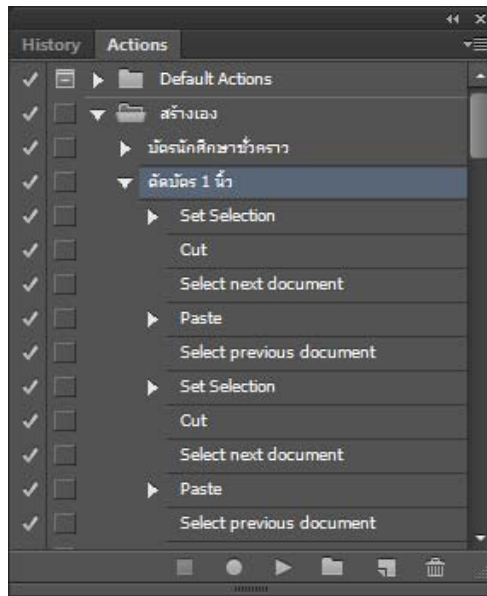 History Actions
Default Actions
สร้างเอง
บัตรนักศึกษาชั่วคราว
ตัดบัตร 1 นิ้ว
Set Selection
Cut
Select next document
Paste
Select previous document
Set Selection
Cut
Select next document
Paste
Select previous document